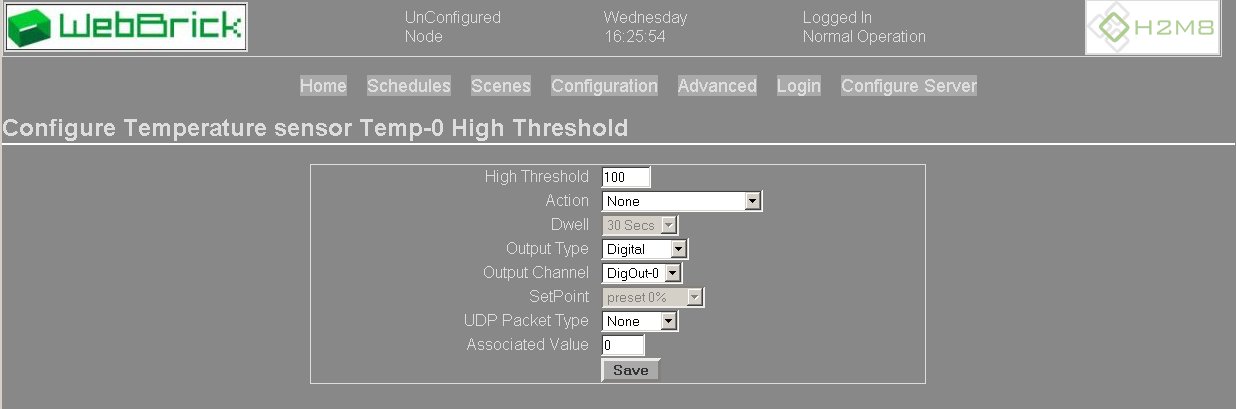 WebBrick UnConfigured Wednesday Logged In H2M8
Node 16:25:54 Normal Operation
Home Schedules Scenes Configuration Advanced Login Configure Server
Configure Temperature sensor Temp-0 High Threshold
High Threshold 100
Action None
Dwell 30 Secs
Output Type Digital
Output Channel DigOut-0
SetPoint preset 0%
UDP Packet Type None
Associated Value 0
Save